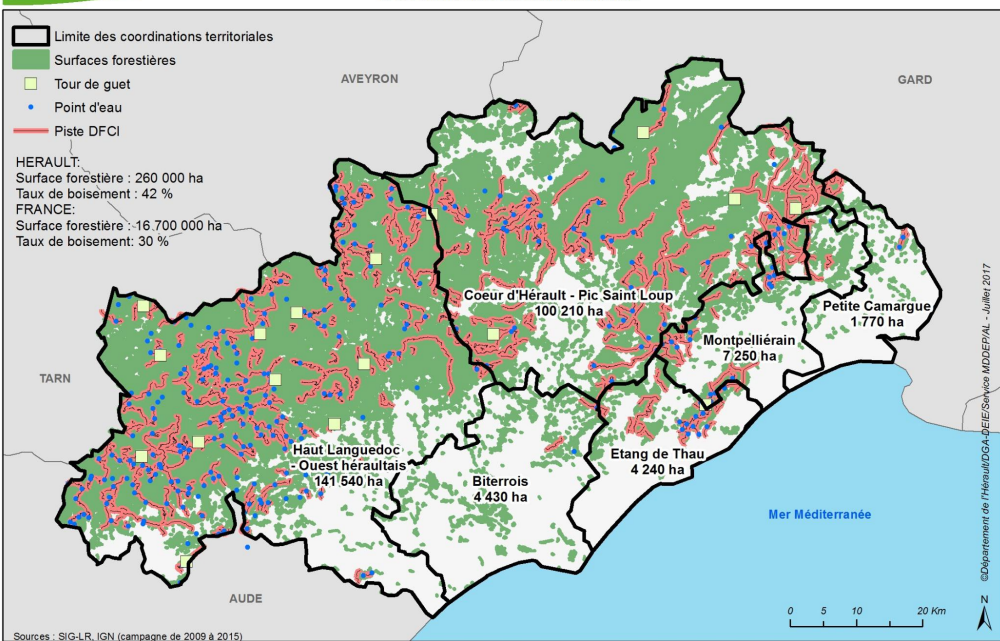 Limite des coordinations territoriales
Surfaces forestières
Tour de guet
Point d'eau
Piste DFCI
HERAULT:
Surface forestière : 260 000 ha
Taux de boisement : 42 %
FRANCE:
Surface forestière : 16 700 000 ha
Taux de boisement: 30 %
AVEYRON
GARD
TARN
AUDE
Coeur d'Hérault - Pic Saint Loup
100 210 ha
Petite Camargue
1 770 ha
Montpelliérain
7 250 ha
Haut Languedoc
- Ouest héraultais
141 540 ha
Biterrois
4 430 ha
Etang de Thau
4 240 ha
Mer Méditerranée
©Département de l'Hérault/DGA-DEIE/Service MDDEP/AL - Juillet 2017
N
0 5 10 20 Km
Sources : SIG-LR, IGN (campagne de 2009 à 2015)